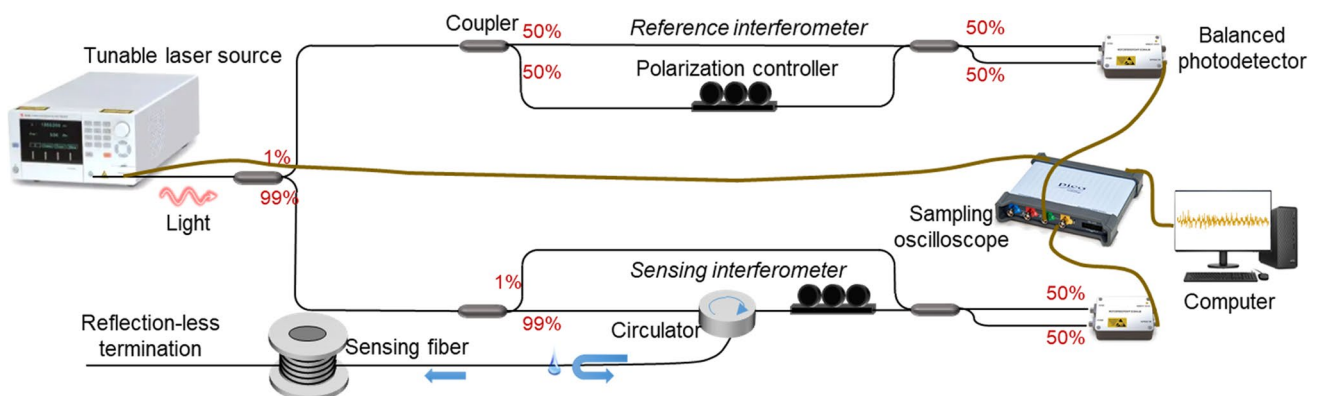 Coupler
50%
Reference interferometer
50%
Tunable laser source
50%
Polarization controller
50%
Balanced
photodetector
1%
99%
Light
pico
Sampling
oscilloscope
1%
Sensing interferometer
99%
Circulator
50%
50%
Computer
Reflection-less
termination
Sensing fiber